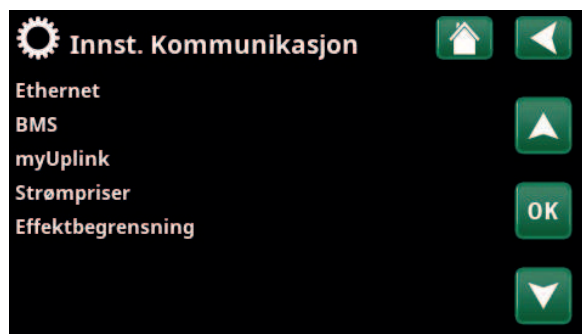 Innst. Kommunikasjon
Ethernet
BMS
myUplink
Strømpriser
Effektbegrensning
OK